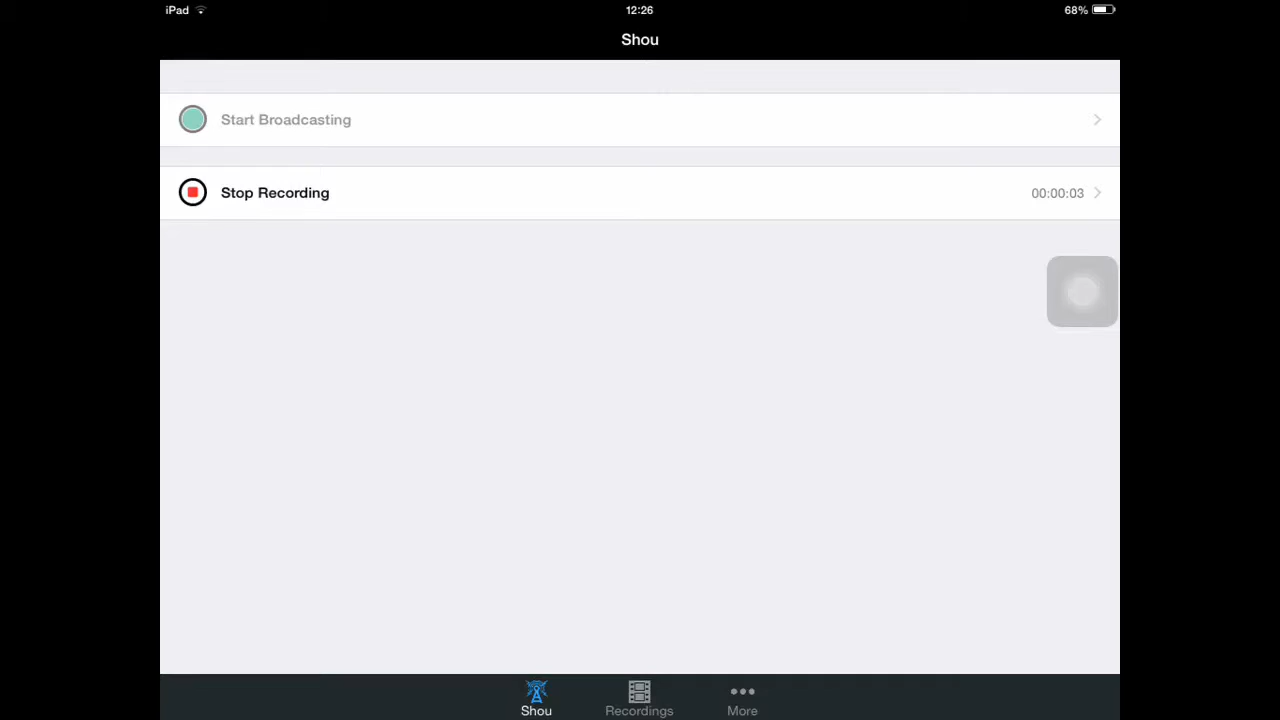 iPad 12:26 68%
Shou
Start Broadcasting
Stop Recording 00:00:03
Shou Recordings More